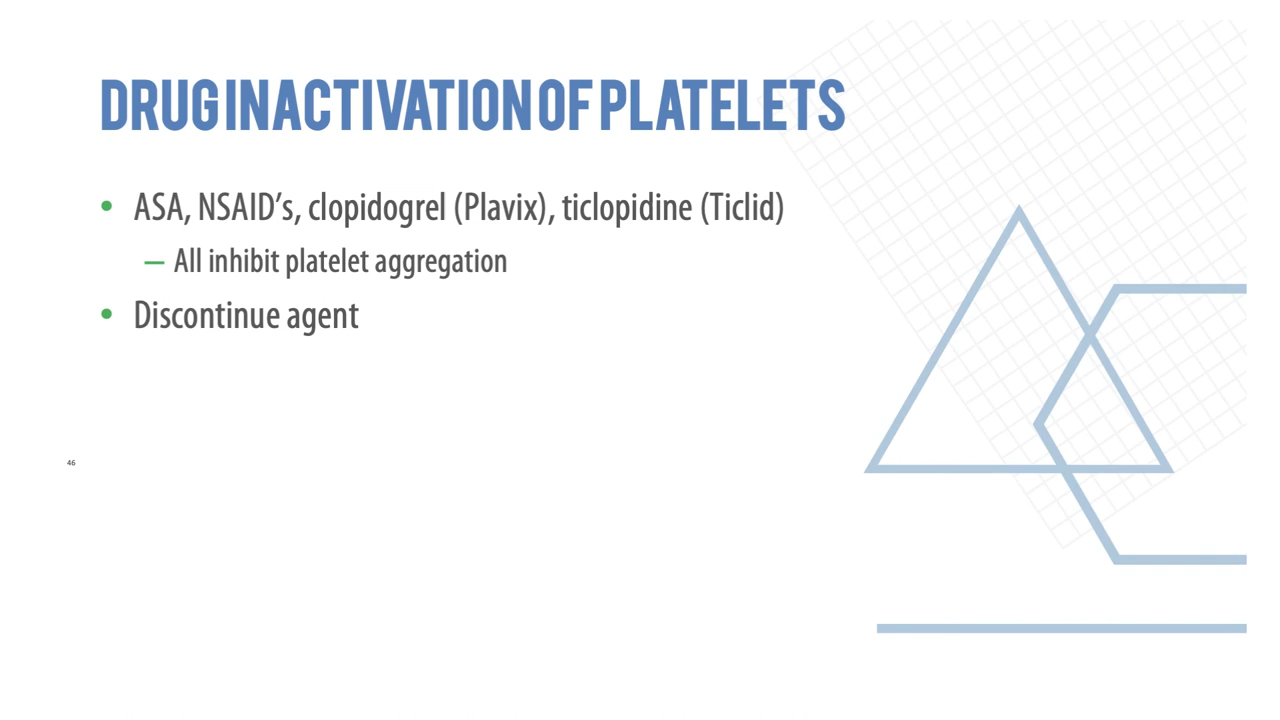 DRUG INACTIVATION OF PLATELETS
• ASA, NSAID's, clopidogrel (Plavix), ticlopidine (Ticlid)
– All inhibit platelet aggregation
• Discontinue agent
46